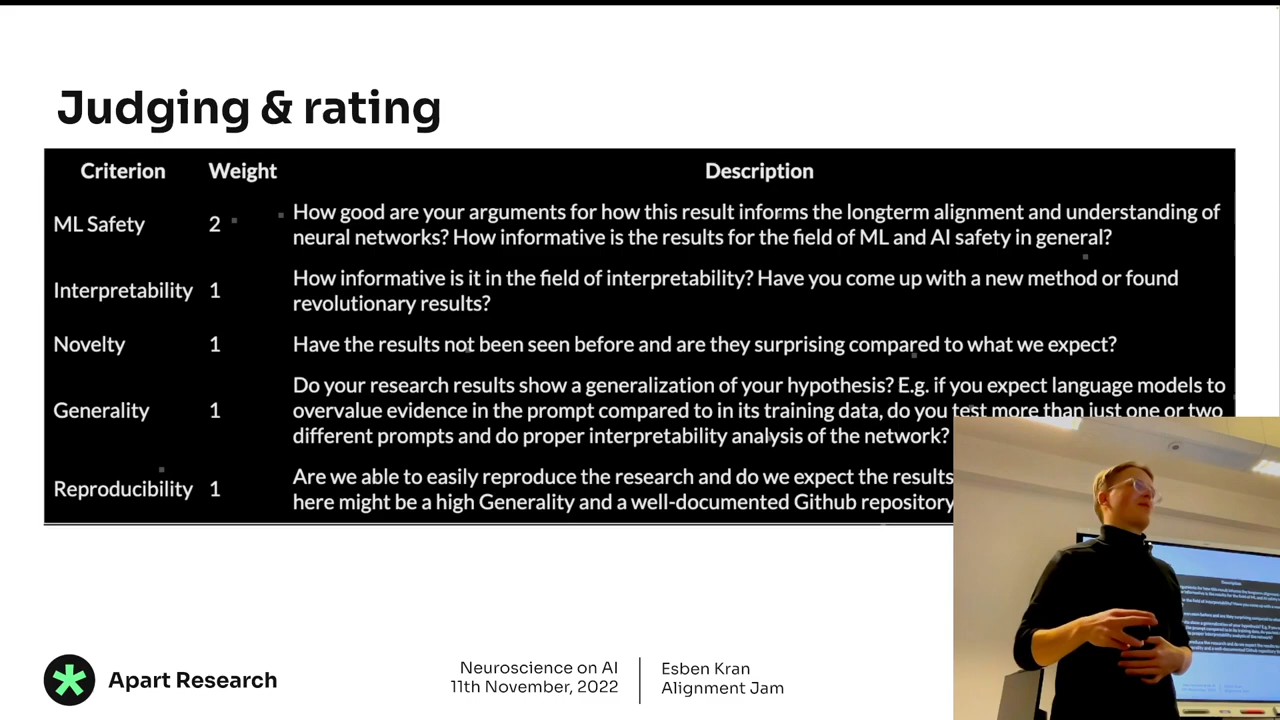 Judging & rating
Criterion Weight Description
ML Safety 2 How good are your arguments for how this result informs the longterm alignment and understanding of
neural networks? How informative is the results for the field of ML and AI safety in general?
Interpretability 1 How informative is it in the field of interpretability? Have you come up with a new method or found
revolutionary results?
Novelty 1 Have the results not been seen before and are they surprising compared to what we expect?
Generality 1 Do your research results show a generalization of your hypothesis? E.g. if you expect language models to
overvalue evidence in the prompt compared to in its training data, do you test more than just one or two
different prompts and do proper interpretability analysis of the network?
Reproducibility 1 Are we able to easily reproduce the research and do we expect the results
here might be a high Generality and a well-documented Github repository
Apart Research
Neuroscience on AI
11th November, 2022
Esben Kran
Alignment Jam
Description